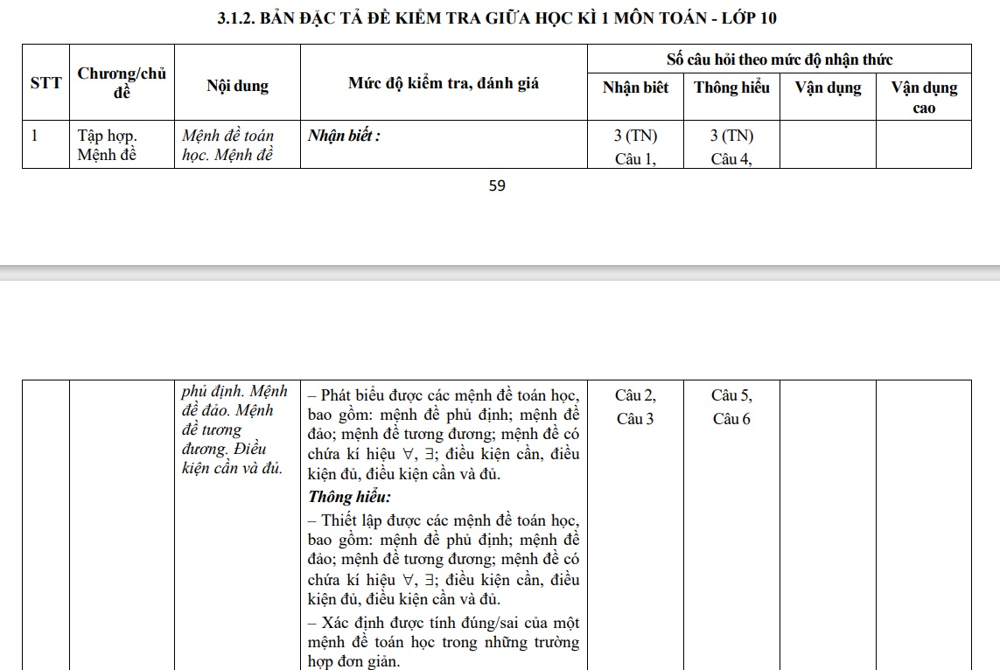 3.1.2. BẢN ĐẶC TẢ ĐỀ KIỂM TRA GIỮA HỌC KÌ 1 MÔN TOÁN - LỚP 10
STT
Chương/chủ
đề
Nội dung
Mức độ kiểm tra, đánh giá
Số câu hỏi theo mức độ nhận thức
Nhận biêt
Thông hiểu
Vận dụng
Vận dụng
cao
1
Tập hợp.
Mệnh đề
Mệnh đề toán
học. Mệnh đề
Nhận biết :
3 (TN)
Câu 1,
3 (TN)
Câu 4,
59
phủ định. Mệnh
đề đảo. Mệnh
đề tương
đương. Điều
kiện cần và đủ.
– Phát biểu được các mệnh đề toán học,
bao gồm: mệnh đề phủ định; mệnh đề
đảo; mệnh đề tương đương; mệnh đề có
chứa kí hiệu ∀, ∃; điều kiện cần, điều
kiện đủ, điều kiện cần và đủ.
Thông hiểu:
– Thiết lập được các mệnh đề toán học,
bao gồm: mệnh đề phủ định; mệnh đề
đảo; mệnh đề tương đương; mệnh đề có
chứa kí hiệu ∀, ∃; điều kiện cần, điều
kiện đủ, điều kiện cần và đủ.
– Xác định được tính đúng/sai của một
mệnh đề toán học trong những trường
hợp đơn giản.
Câu 2,
Câu 3
Câu 5,
Câu 6